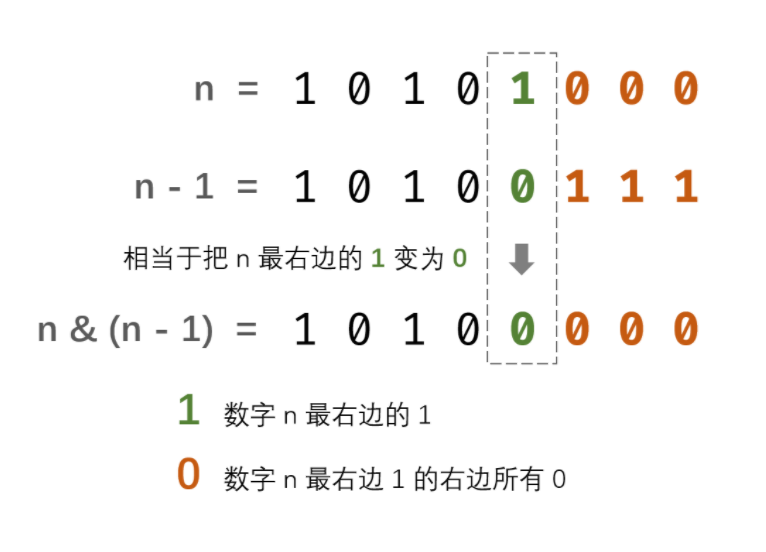 n = 1 0 1 0 1 0 0 0
n - 1 = 1 0 1 0 0 1 1 1
相当于把 n 最右边的 1 变为 0
n & (n - 1) = 1 0 1 0 0 0 0 0
1 数字 n 最右边的 1
0 数字 n 最右边 1 的右边所有 0